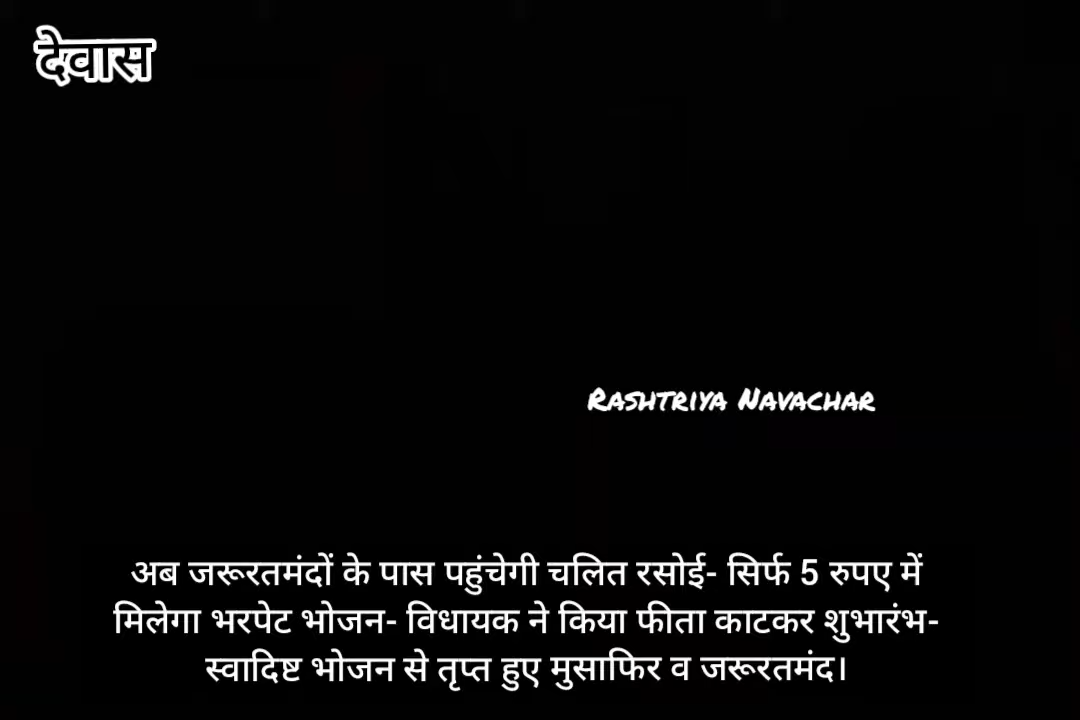 देवास
Rashtriya Navachar
अब जरूरतमंदों के पास पहुंचेगी चलित रसोई- सिर्फ 5 रुपए में
मिलेगा भरपेट भोजन- विधायक ने किया फीता काटकर शुभारंभ-
स्वादिष्ट भोजन से तृप्त हुए मुसाफिर व जरूरतमंद।